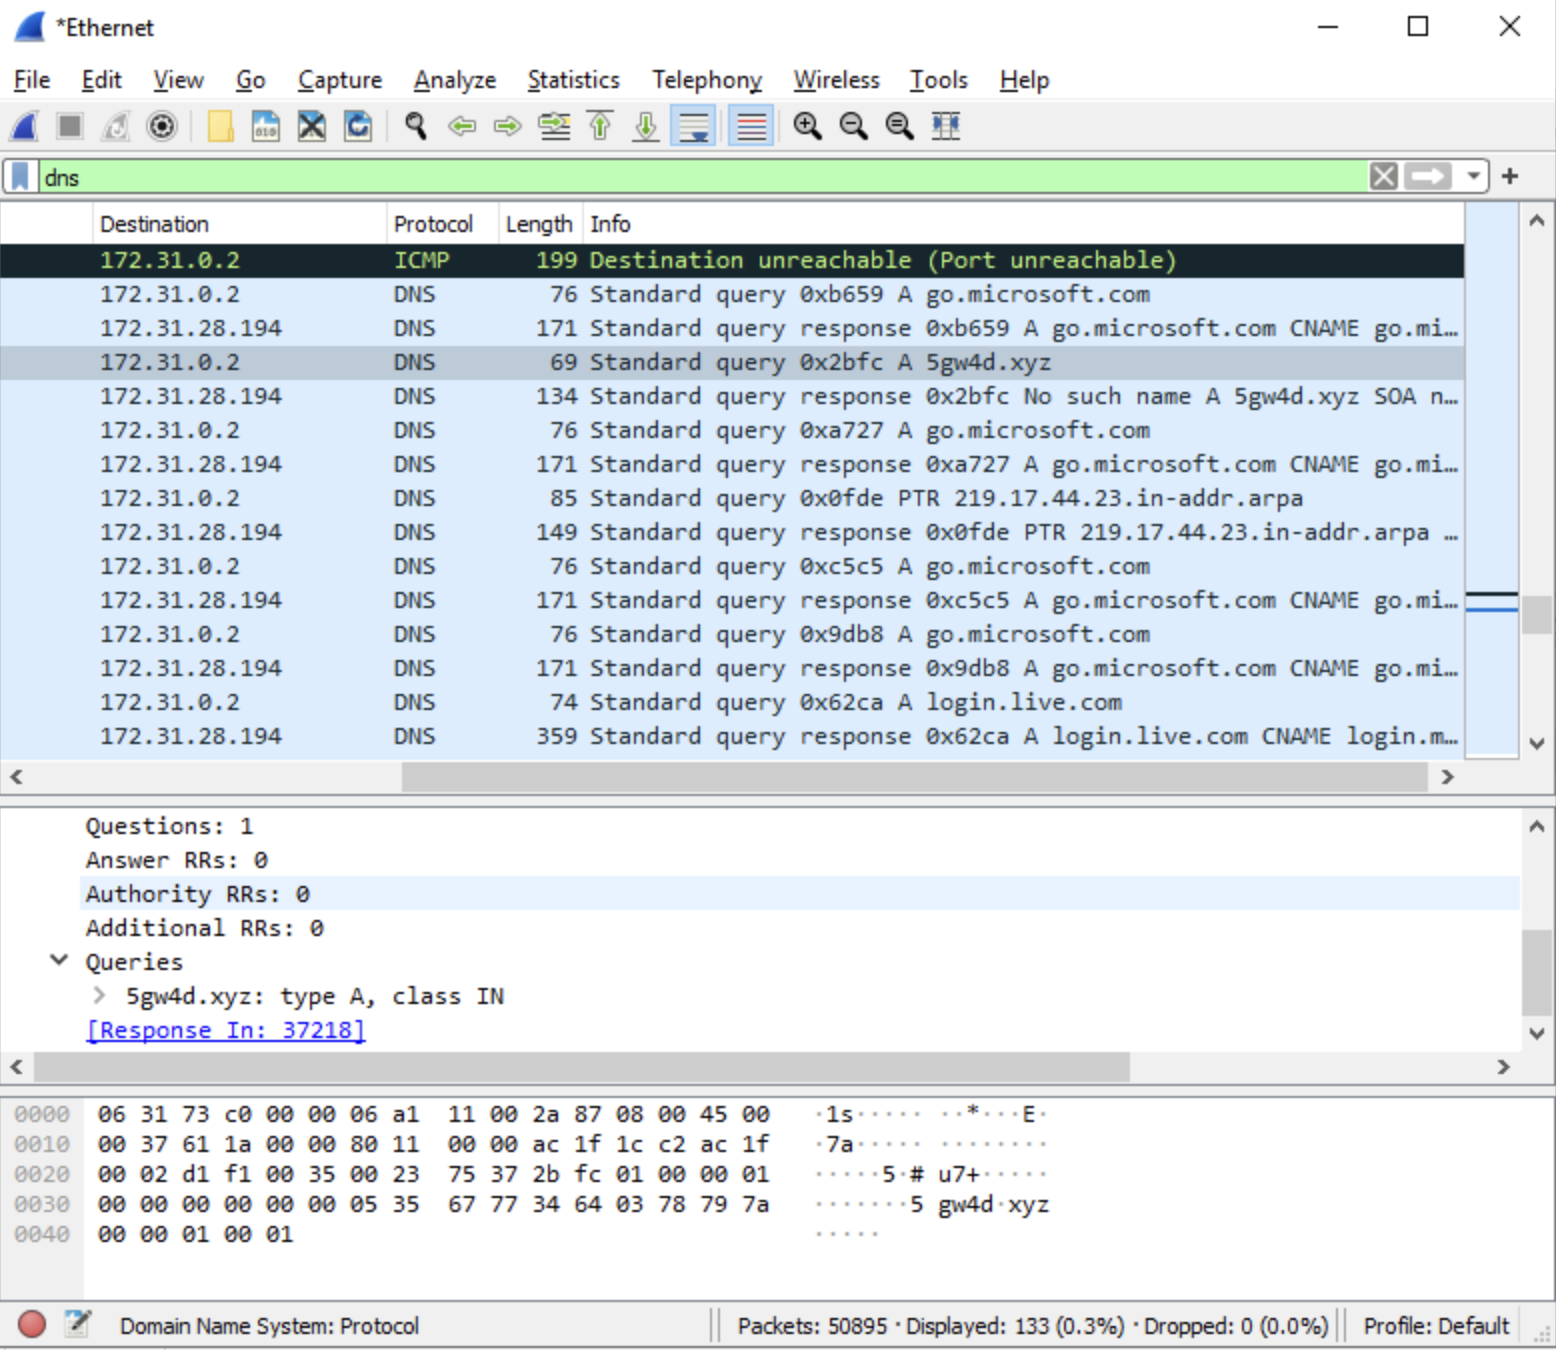 *Ethernet
File Edit View Go Capture Analyze Statistics Telephony Wireless Tools Help
dns
Destination Protocol Length Info
172.31.0.2 ICMP 199 Destination unreachable (Port unreachable)
172.31.0.2 DNS 76 Standard query 0xb659 A go.microsoft.com
172.31.28.194 DNS 171 Standard query response 0xb659 A go.microsoft.com CNAME go.mi…
172.31.0.2 DNS 69 Standard query 0x2bfc A 5gw4d.xyz
172.31.28.194 DNS 134 Standard query response 0x2bfc No such name A 5gw4d.xyz SOA n…
172.31.0.2 DNS 76 Standard query 0xa727 A go.microsoft.com
172.31.28.194 DNS 171 Standard query response 0xa727 A go.microsoft.com CNAME go.mi…
172.31.0.2 DNS 85 Standard query 0x0fde PTR 219.17.44.23.in-addr.arpa
172.31.28.194 DNS 149 Standard query response 0x0fde PTR 219.17.44.23.in-addr.arpa …
172.31.0.2 DNS 76 Standard query 0xc5c5 A go.microsoft.com
172.31.28.194 DNS 171 Standard query response 0xc5c5 A go.microsoft.com CNAME go.mi…
172.31.0.2 DNS 76 Standard query 0x9db8 A go.microsoft.com
172.31.28.194 DNS 171 Standard query response 0x9db8 A go.microsoft.com CNAME go.mi…
172.31.0.2 DNS 74 Standard query 0x62ca A login.live.com
172.31.28.194 DNS 359 Standard query response 0x62ca A login.live.com CNAME login.m…
Questions: 1
Answer RRs: 0
Authority RRs: 0
Additional RRs: 0
Queries
5gw4d.xyz: type A, class IN
[Response In: 37218]
0000 06 31 73 c0 00 00 06 a1 11 00 2a 87 08 00 45 00 ·1s····· ··*···E·
0010 00 37 61 1a 00 00 80 11 00 00 ac 1f 1c c2 ac 1f ·7a····· ········
0020 00 02 d1 f1 00 35 00 23 75 37 2b fc 01 00 00 01 ·····5·# u7+·····
0030 00 00 00 00 00 00 05 35 67 77 34 64 03 78 79 7a ·······5 gw4d·xyz
0040 00 00 01 00 01 ·····
Domain Name System: Protocol Packets: 50895 · Displayed: 133 (0.3%) · Dropped: 0 (0.0%) Profile: Default